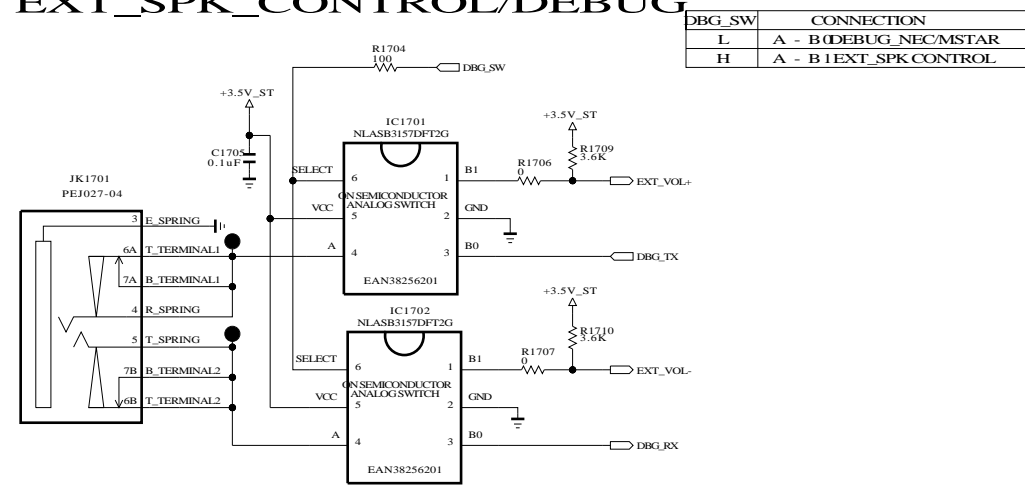 EXT_SPK_CONTROL/DEBUG
DBG_SW CONNECTION
L A - B0DEBUG_NEC/MSTAR
H A - B1EXT_SPK CONTROL
R1704
100
DBG_SW
+3.5V_ST
C1705
0.1uF
IC1701
NLASB3157DFT2G
+3.5V_ST
R1709
3.6K
R1706
0
SELECT 6 1 B1
EXT_VOL+
ON SEMICONDUCTOR
ANALOG SWITCH
VCC 5 2 GND
A 4 3 B0
DBG_TX
EAN38256201
JK1701
PEJ027-04
3 E_SPRING
6A T_TERMINAL1
7A B_TERMINAL1
4 R_SPRING
5 T_SPRING
7B B_TERMINAL2
6B T_TERMINAL2
IC1702
NLASB3157DFT2G
+3.5V_ST
R1710
3.6K
R1707
0
SELECT 6 1 B1
EXT_VOL-
ON SEMICONDUCTOR
ANALOG SWITCH
VCC 5 2 GND
A 4 3 B0
DBG_RX
EAN38256201